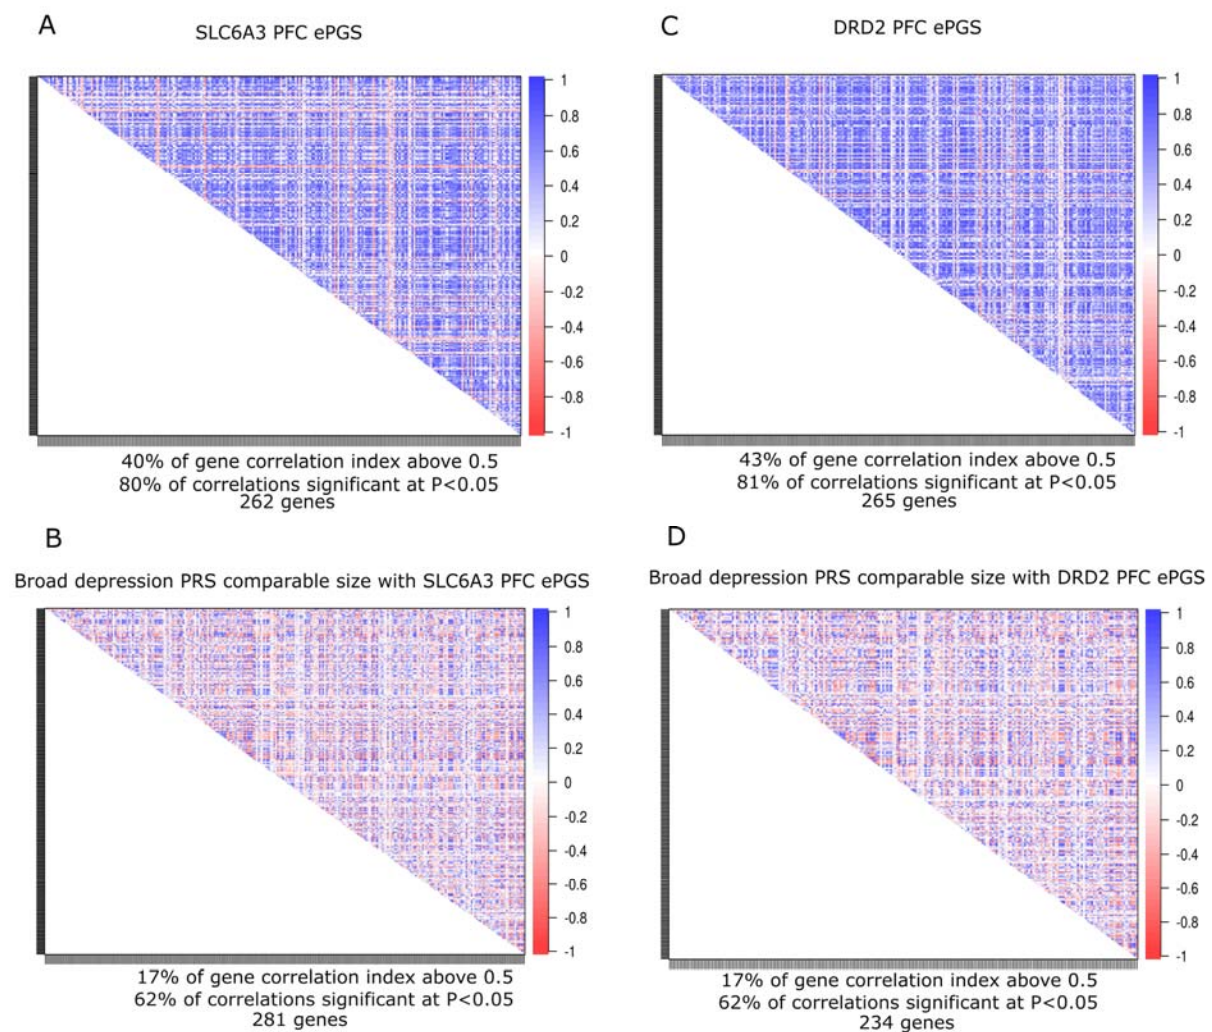 A
SLC6A3 PFC ePGS
1
0.8
0.6
0.4
0.2
0
-0.2
-0.4
-0.6
-0.8
-1
40% of gene correlation index above 0.5
80% of correlations significant at P<0.05
262 genes
B
Broad depression PRS comparable size with SLC6A3 PFC ePGS
1
0.8
0.6
0.4
0.2
0
-0.2
-0.4
-0.6
-0.8
-1
17% of gene correlation index above 0.5
62% of correlations significant at P<0.05
281 genes
C
DRD2 PFC ePGS
1
0.8
0.6
0.4
0.2
0
-0.2
-0.4
-0.6
-0.8
-1
43% of gene correlation index above 0.5
81% of correlations significant at P<0.05
265 genes
D
Broad depression PRS comparable size with DRD2 PFC ePGS
1
0.8
0.6
0.4
0.2
0
-0.2
-0.4
-0.6
-0.8
-1
17% of gene correlation index above 0.5
62% of correlations significant at P<0.05
234 genes